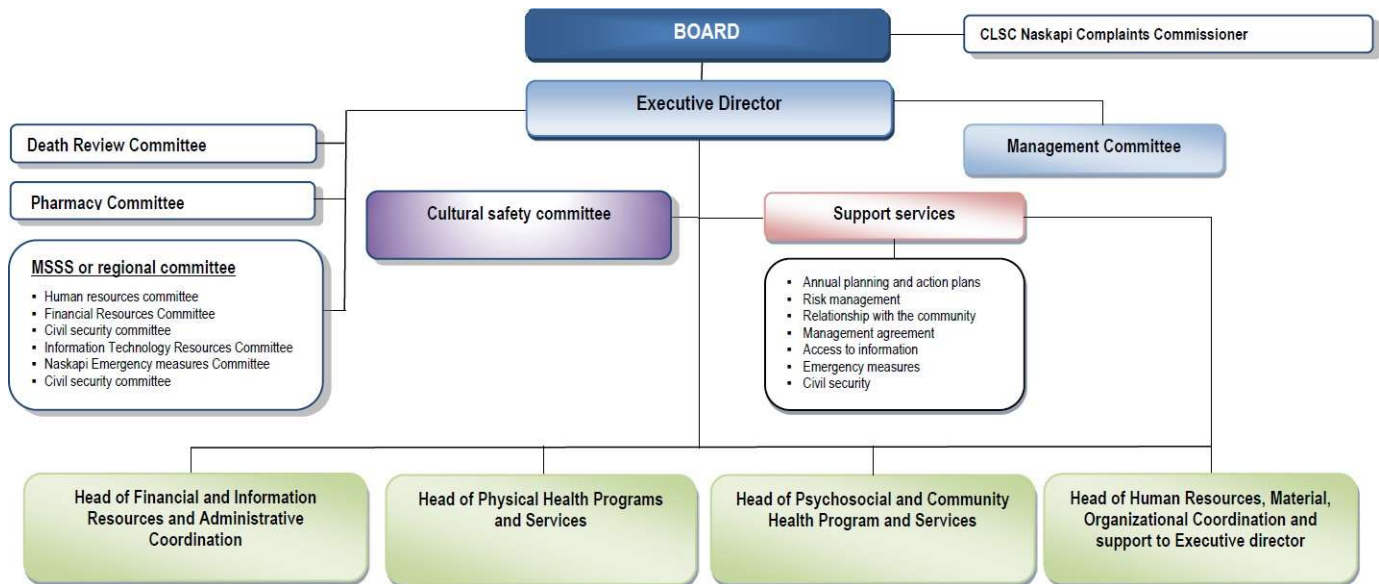 BOARD
CLSC Naskapi Complaints Commissioner
Executive Director
Death Review Committee
Management Committee
Pharmacy Committee
Cultural safety committee
Support services
MSSS or regional committee
▪ Human resources committee
▪ Financial Resources Committee
▪ Civil security committee
▪ Information Technology Resources Committee
▪ Naskapi Emergency measures Committee
▪ Civil security committee
▪ Annual planning and action plans
▪ Risk management
▪ Relationship with the community
▪ Management agreement
▪ Access to information
▪ Emergency measures
▪ Civil security
Head of Financial and Information
Resources and Administrative
Coordination
Head of Physical Health Programs
and Services
Head of Psychosocial and Community
Health Program and Services
Head of Human Resources, Material,
Organizational Coordination and
support to Executive director